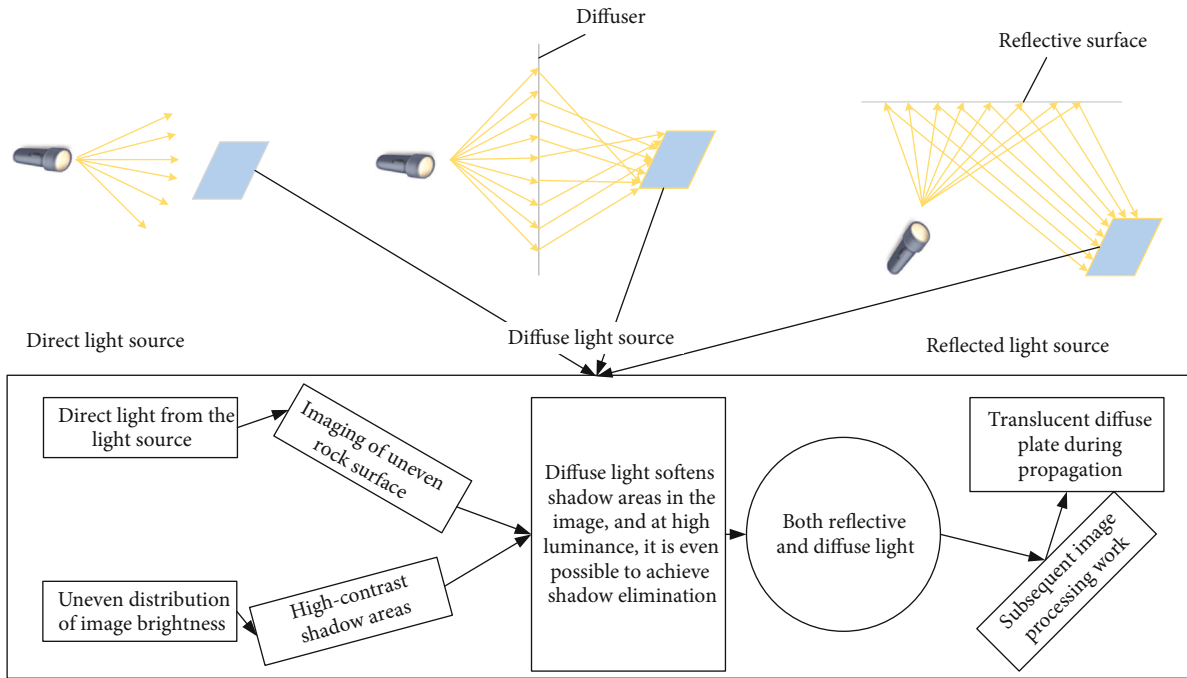 Diffuser
Reflective surface
Direct light source
Diffuse light source
Reflected light source
Direct light from the
light source
Imaging of uneven
rock surface
Uneven distribution
of image brightness
High-contrast
shadow areas
Diffuse light softens
shadow areas in the
image, and at high
luminance, it is even
possible to achieve
shadow elimination
Both reflective
and diffuse light
Translucent diffuse
plate during
propagation
Subsequent image
processing work